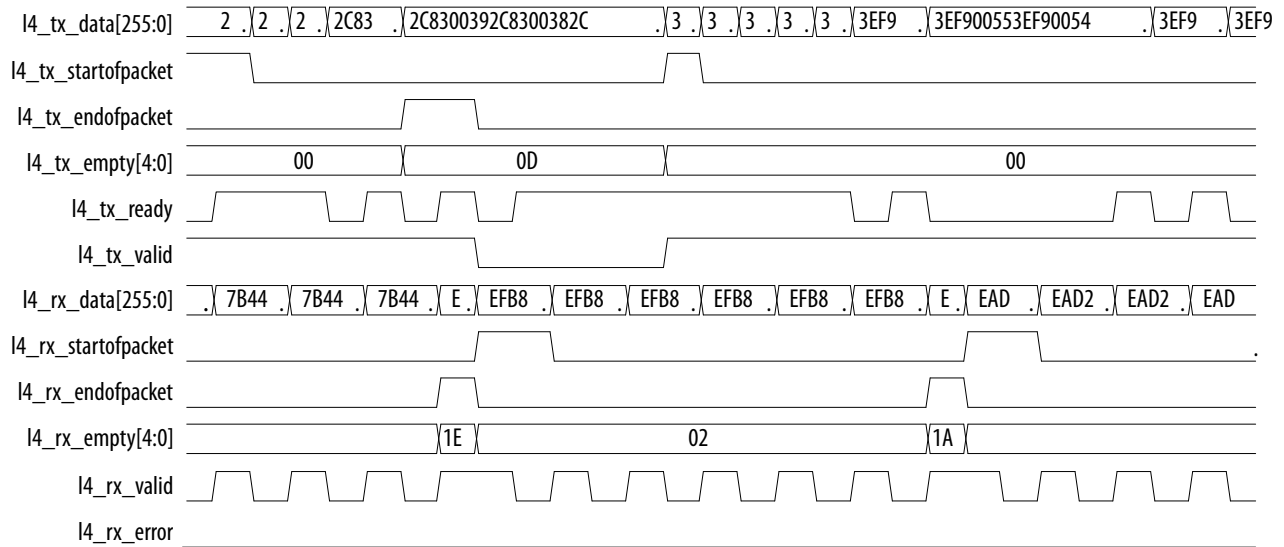 l4_tx_data[255:0] 2 . 2 . 2 . 2C83 . 2C8300392C8300382C . 3 . 3 . 3 . 3 . 3 . 3EF9 . 3EF900553EF90054 . 3EF9 . 3EF9
l4_tx_startofpacket
l4_tx_endofpacket
l4_tx_empty[4:0] 00 0D 00
l4_tx_ready
l4_tx_valid
l4_rx_data[255:0] . 7B44 . 7B44 . 7B44 . E . EFB8 . EFB8 . EFB8 . EFB8 . EFB8 . EFB8 . E . EAD . EAD2 . EAD2 . EAD
l4_rx_startofpacket .
l4_rx_endofpacket
l4_rx_empty[4:0] 1E 02 1A
l4_rx_valid
l4_rx_error